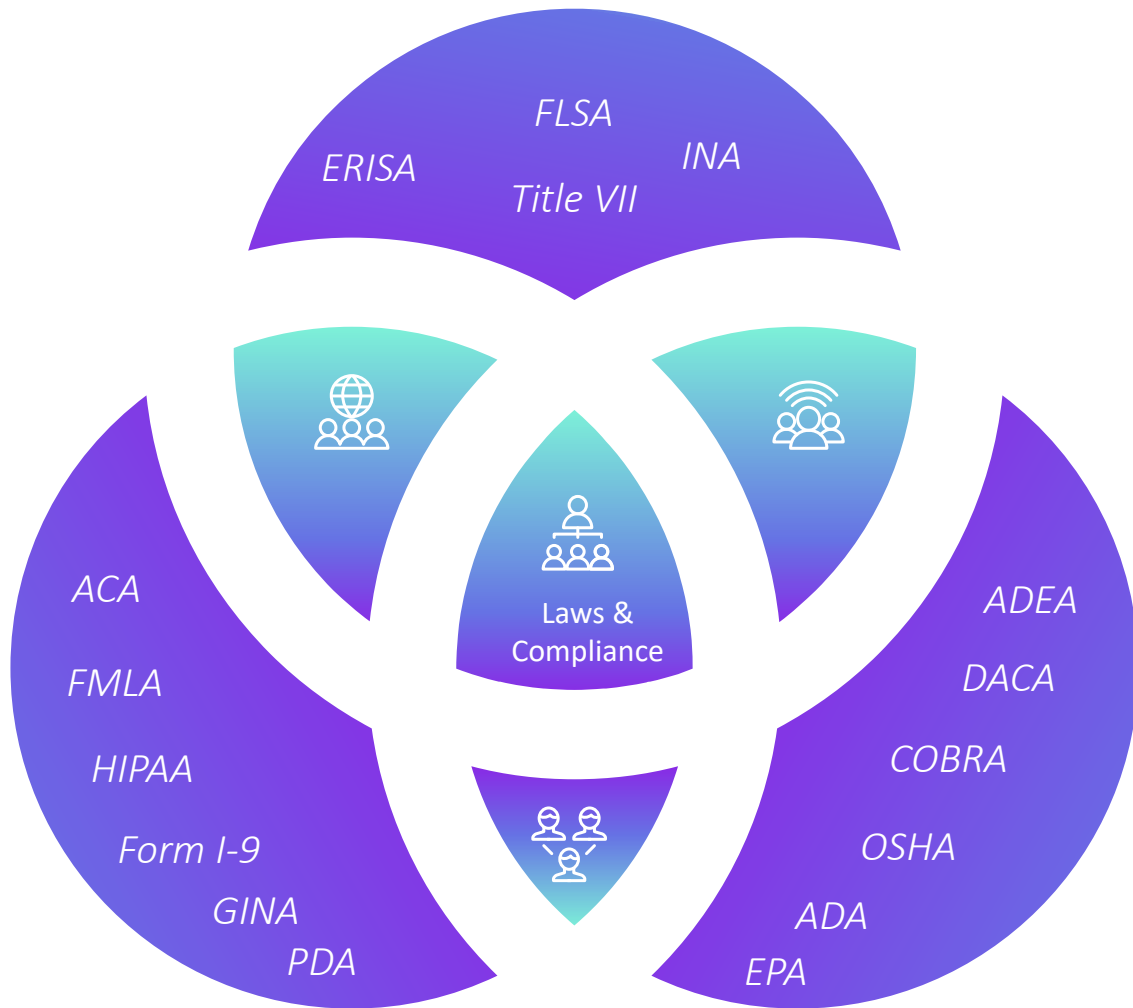 FLSA
INA
ERISA
Title VII
Laws &
Compliance
ACA
FMLA
HIPAA
Form I-9
GINA
PDA
ADEA
DACA
COBRA
OSHA
ADA
EPA